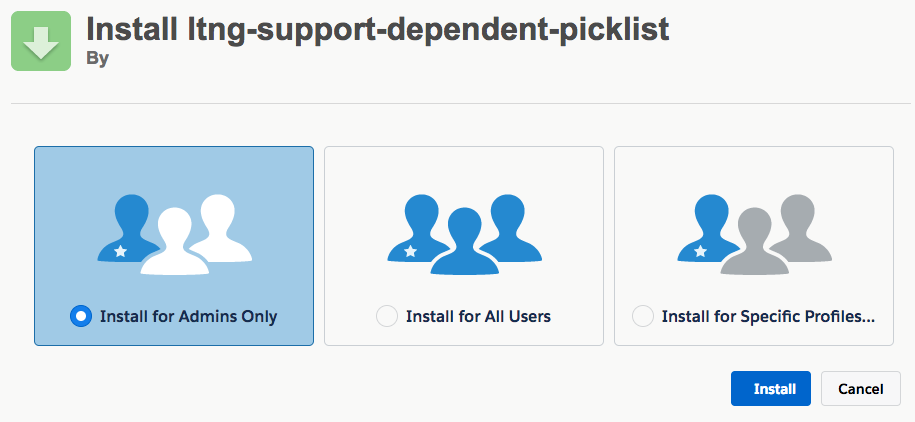 Install ltng-support-dependent-picklist
By
Install for Admins Only
Install for All Users
Install for Specific Profiles...
Install
Cancel